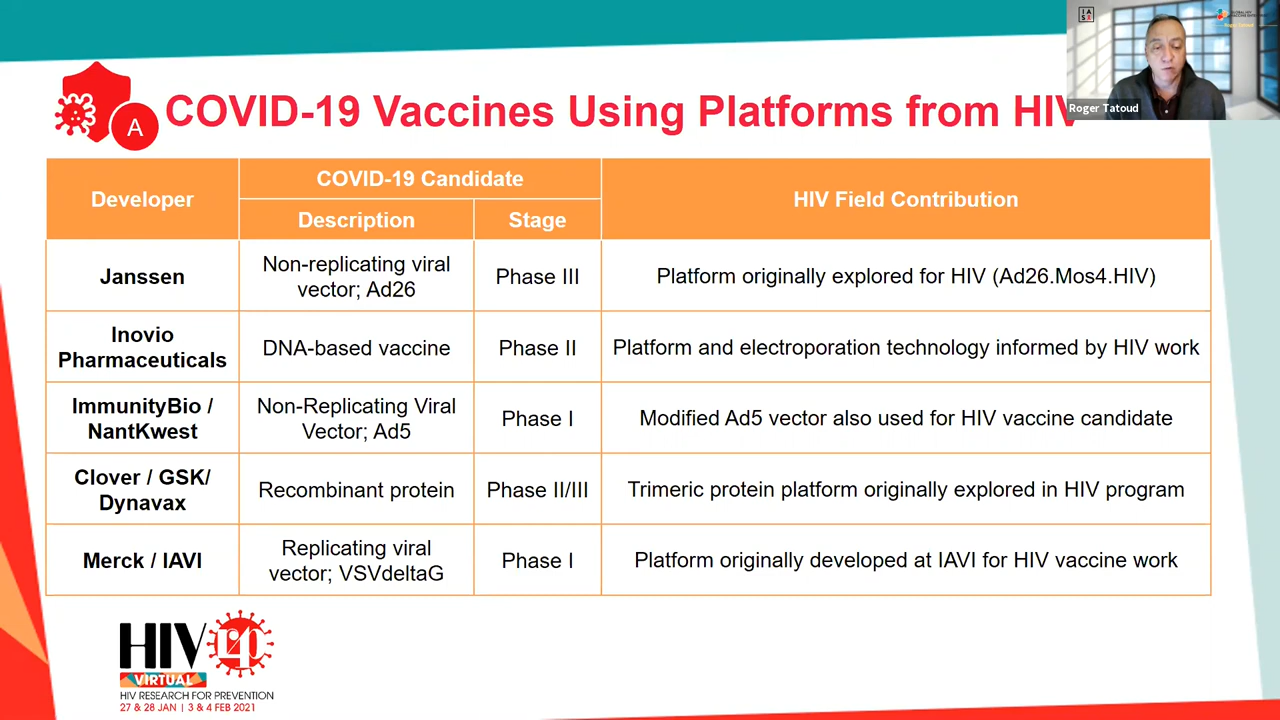 IAS
Roger Tatoud
Roger Tatoud
A
COVID-19 Vaccines Using Platforms from HIV
Developer
COVID-19 Candidate
Description
Stage
HIV Field Contribution
Janssen
Non-replicating viral
vector; Ad26
Phase III
Platform originally explored for HIV (Ad26.Mos4.HIV)
Inovio
Pharmaceuticals
DNA-based vaccine
Phase II
Platform and electroporation technology informed by HIV work
ImmunityBio /
NantKwest
Non-Replicating Viral
Vector; Ad5
Phase I
Modified Ad5 vector also used for HIV vaccine candidate
Clover / GSK/
Dynavax
Recombinant protein
Phase II/III
Trimeric protein platform originally explored in HIV program
Merck / IAVI
Replicating viral
vector; VSVdeltaG
Phase I
Platform originally developed at IAVI for HIV vaccine work
HIVr4p
VIRTUAL
HIV RESEARCH FOR PREVENTION
27 & 28 JAN | 3 & 4 FEB 2021